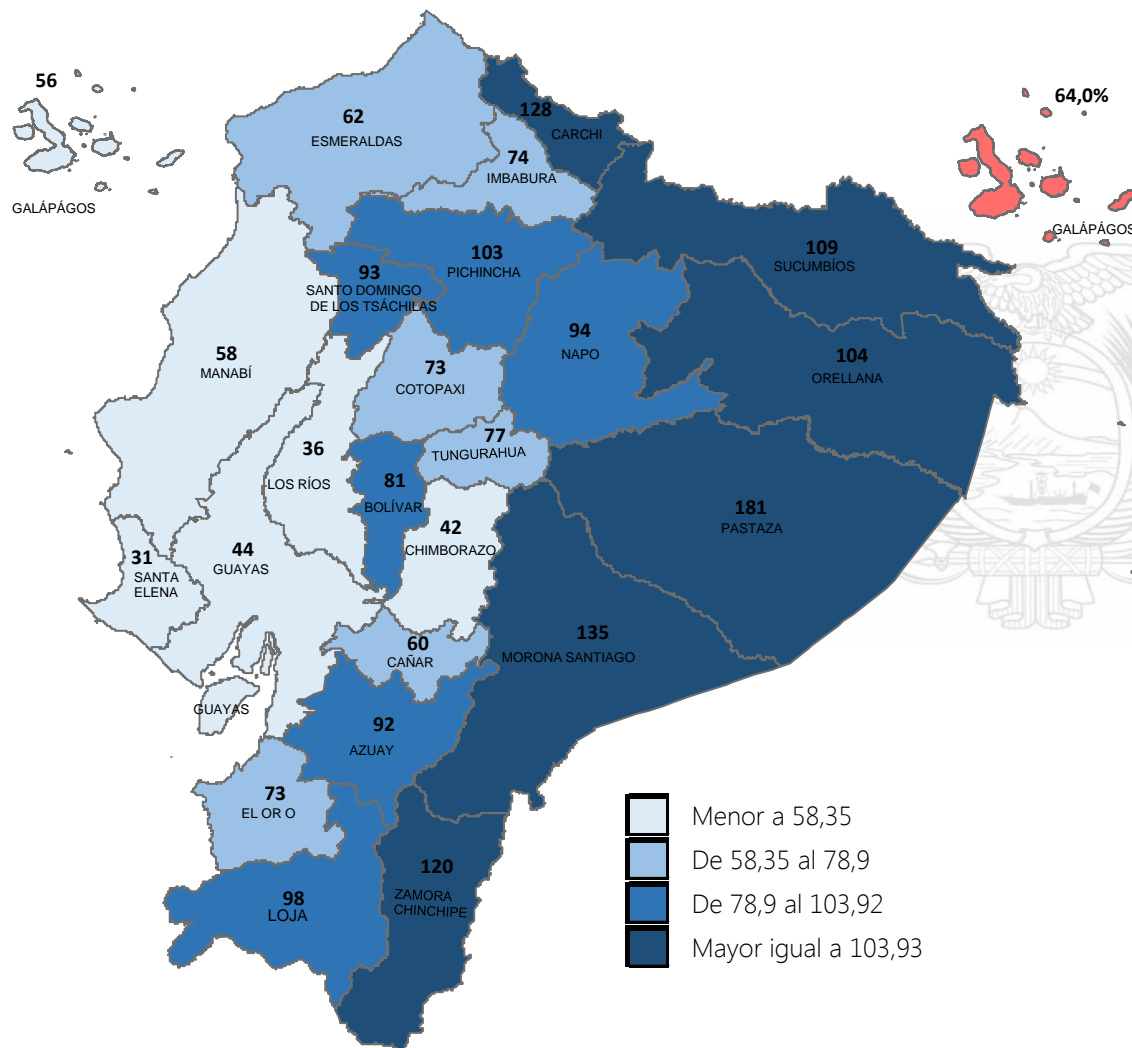 56
GALÁPÁGOS
62
ESMERALDAS
128
CARCHI
74
IMBABURA
64,0%
GALÁPÁGOS
109
SUCUMBÍOS
103
PICHINCHA
93
SANTO DOMINGO
DE LOS TSÁCHILAS
94
NAPO
104
ORELLANA
58
MANABÍ
73
COTOPAXI
77
TUNGURAHUA
36
LOS RÍOS
81
BOLÍVAR
42
CHIMBORAZO
181
PASTAZA
31
SANTA
ELENA
44
GUAYAS
135
MORONA SANTIAGO
60
CAÑAR
GUAYAS
92
AZUAY
73
EL OR O
120
ZAMORA
CHINCHIPE
98
LOJA
Menor a 58,35
De 58,35 al 78,9
De 78,9 al 103,92
Mayor igual a 103,93